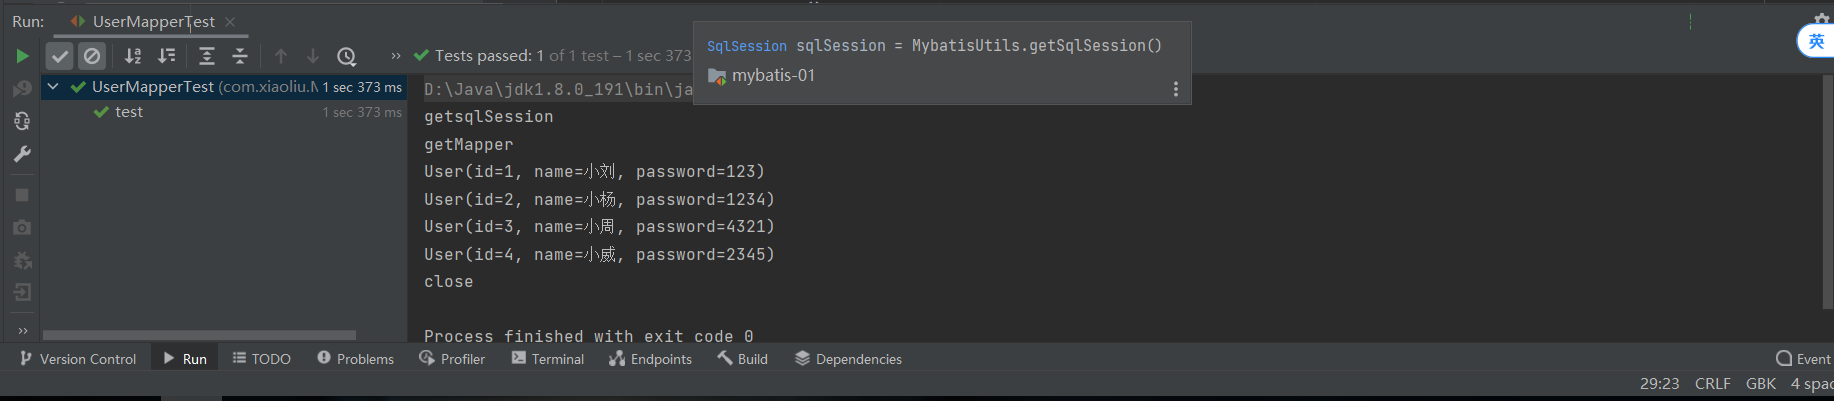 Run: UserMapperTest
Tests passed: 1 of 1 test – 1 sec 373
UserMapperTest (com.xiaoliu.M 1 sec 373 ms
test 1 sec 373 ms
SqlSession sqlSession = MybatisUtils.getSqlSession()
mybatis-01
英
D:\Java\jdk1.8.0_191\bin\ja
getsqlSession
getMapper
User(id=1, name=小刘, password=123)
User(id=2, name=小杨, password=1234)
User(id=3, name=小周, password=4321)
User(id=4, name=小威, password=2345)
close
Process finished with exit code 0
Version Control Run TODO Problems Profiler Terminal Endpoints Build Dependencies Event
29:23 CRLF GBK 4 spac